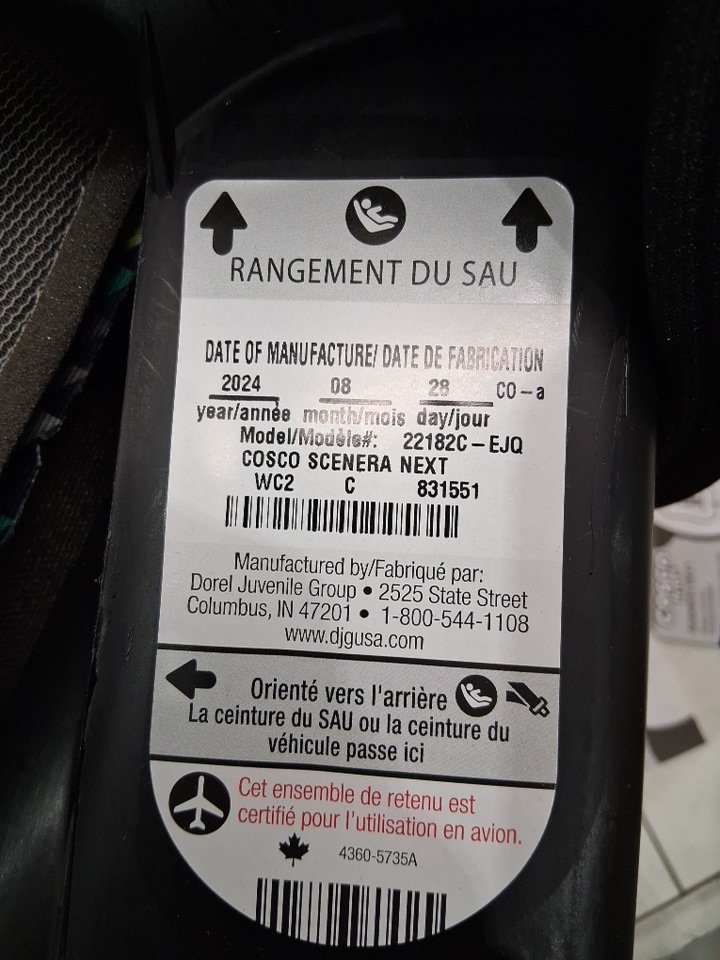 RANGEMENT DU SAU
DATE OF MANUFACTURE/ DATE DE FABRICATION
2024 08 28 CO-a
year/année month/mois day/jour
Model/Modèle#: 22182C-EJQ
COSCO SCENERA NEXT
WC2 C 831551
Manufactured by/Fabriqué par:
Dorel Juvenile Group • 2525 State Street
Columbus, IN 47201 • 1-800-544-1108
www.djgusa.com
Orienté vers l'arrière
La ceinture du SAU ou la ceinture du
véhicule passe ici
Cet ensemble de retenu est
certifié pour l'utilisation en avion.
4360-5735A